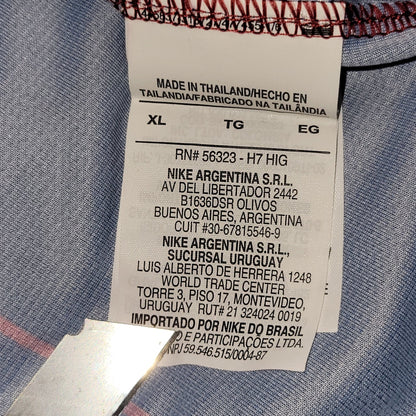 MADE IN THAILAND/HECHO EN
TAILANDIA/FABRICADO NA TAILÂNDIA
XL TG EG
RN# 56323 - H7 HIG
NIKE ARGENTINA S.R.L.
AV DEL LIBERTADOR 2442
B1636DSR OLIVOS
BUENOS AIRES, ARGENTINA
CUIT #30-67815546-9
NIKE ARGENTINA S.R.L.,
SUCURSAL URUGUAY
LUIS ALBERTO DE HERRERA 1248
WORLD TRADE CENTER
TORRE 3, PISO 17, MONTEVIDEO,
URUGUAY RUT# 21 324024 0019
IMPORTADO POR NIKE DO BRASIL
E PARTICIPAÇÕES LTDA.
59.546.515/0004-87